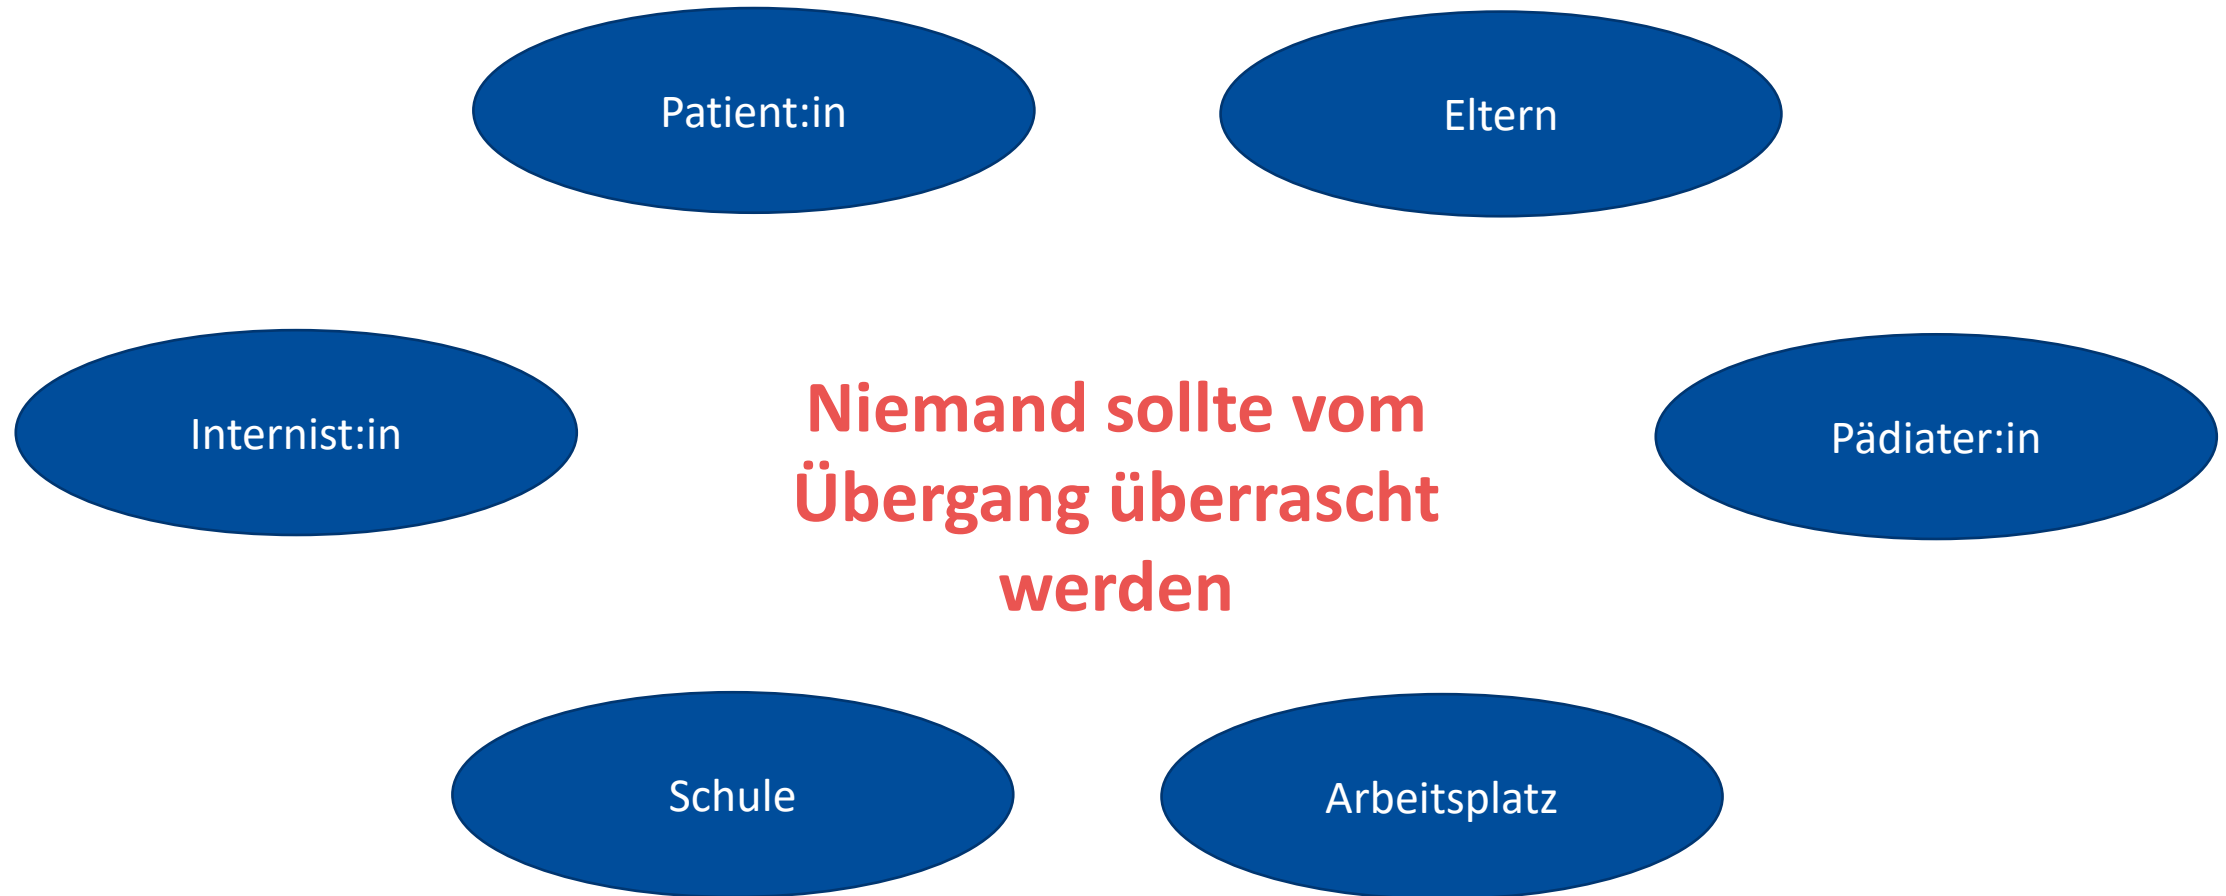 Patient:in
Eltern
Internist:in
Niemand sollte vom
Übergang überrascht
werden
Pädiater:in
Schule
Arbeitsplatz